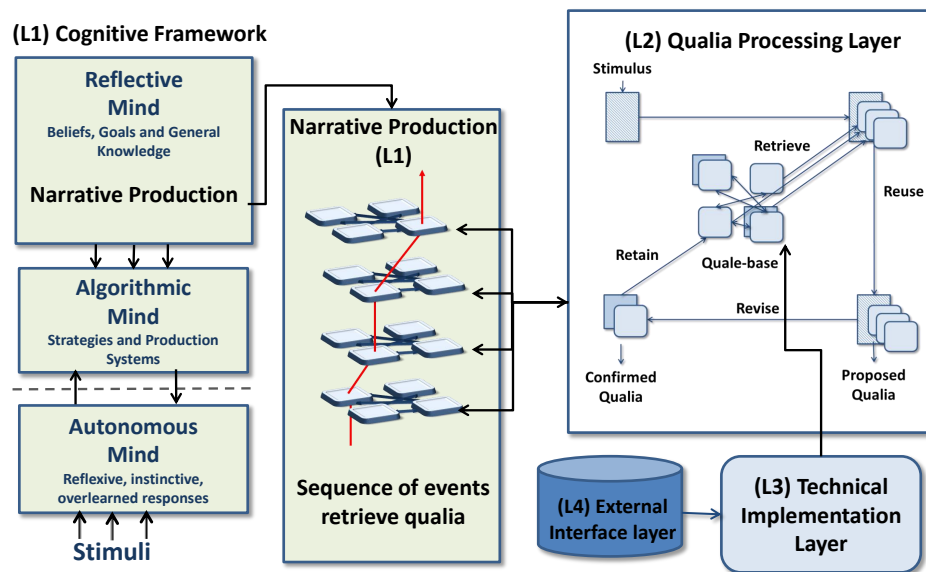 (L1) Cognitive Framework
Reflective
Mind
Beliefs, Goals and General
Knowledge
Narrative Production
Algorithmic
Mind
Strategies and Production
Systems
Autonomous
Mind
Reflexive, instinctive,
overlearned responses
Stimuli
Narrative Production
(L1)
Sequence of events
retrieve qualia
(L2) Qualia Processing Layer
Stimulus
Retrieve
Reuse
Retain
Quale-base
Revise
Confirmed
Qualia
Proposed
Qualia
(L4) External
Interface layer
(L3) Technical
Implementation
Layer